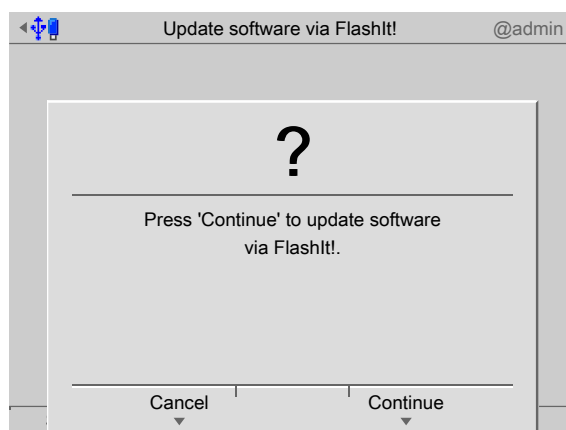 Update software via FlashIt! @admin
?
Press 'Continue' to update software
via FlashIt!.
Cancel Continue